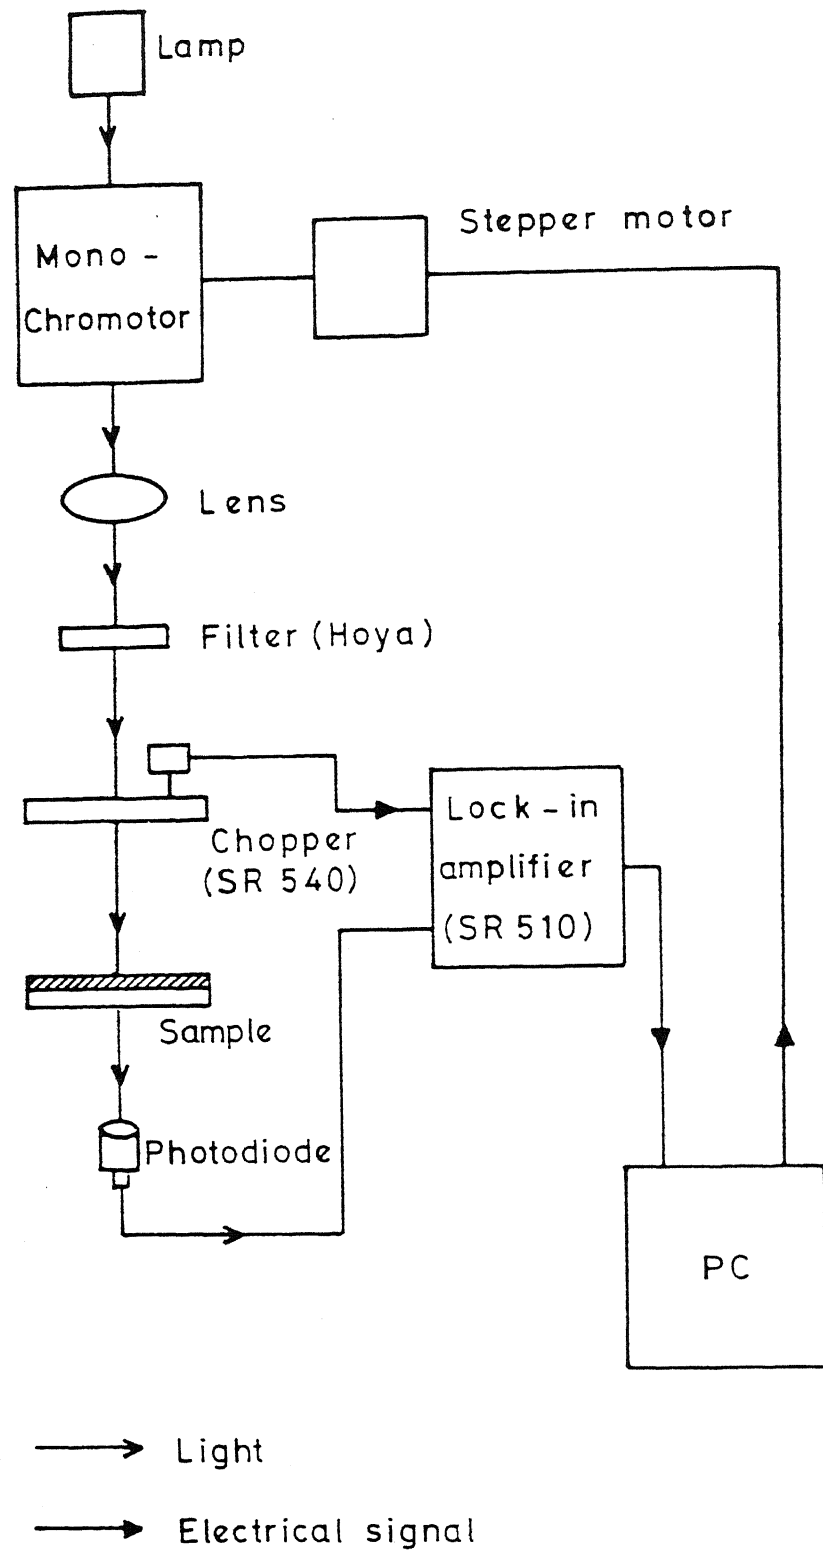 Lamp
Stepper motor
Mono -
Chromotor
Lens
Filter (Hoya)
Chopper
(SR 540)
Lock - in
amplifier
(SR 510)
Sample
Photodiode
PC
Light
Electrical signal